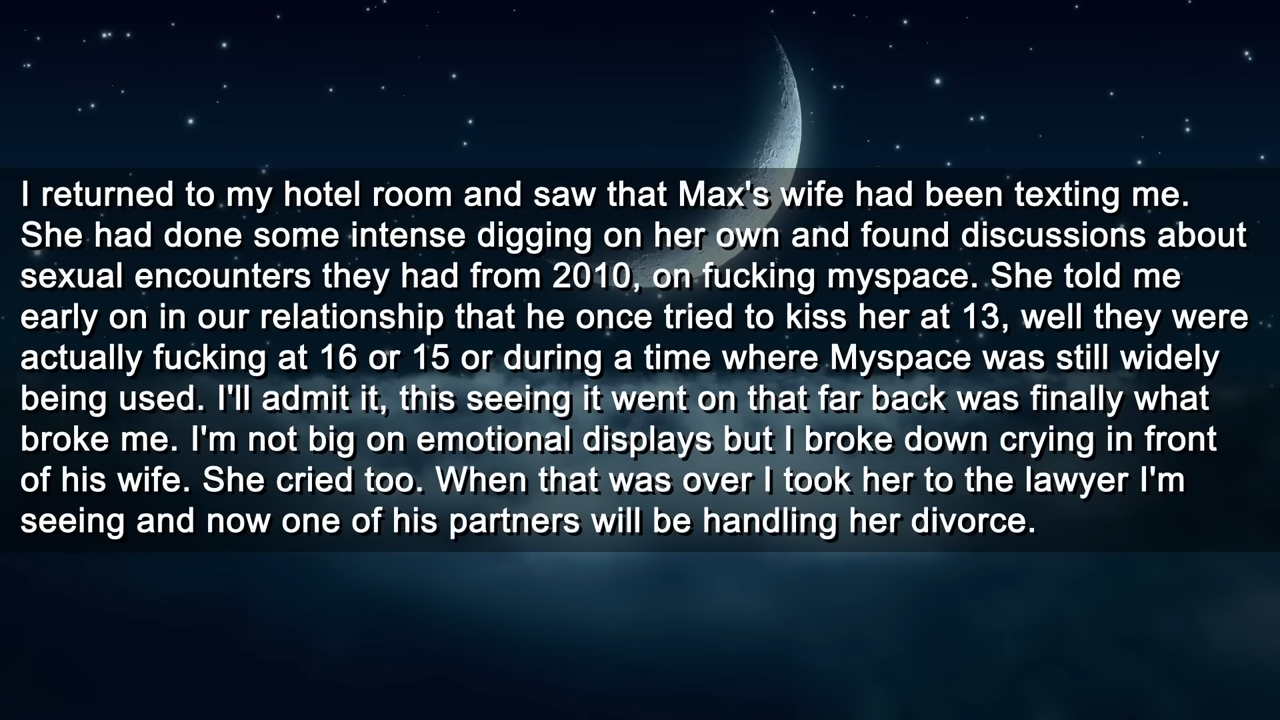 I returned to my hotel room and saw that Max's wife had been texting me.
She had done some intense digging on her own and found discussions about
sexual encounters they had from 2010, on fucking myspace. She told me
early on in our relationship that he once tried to kiss her at 13, well they were
actually fucking at 16 or 15 or during a time where Myspace was still widely
being used. I'll admit it, this seeing it went on that far back was finally what
broke me. I'm not big on emotional displays but I broke down crying in front
of his wife. She cried too. When that was over I took her to the lawyer I'm
seeing and now one of his partners will be handling her divorce.